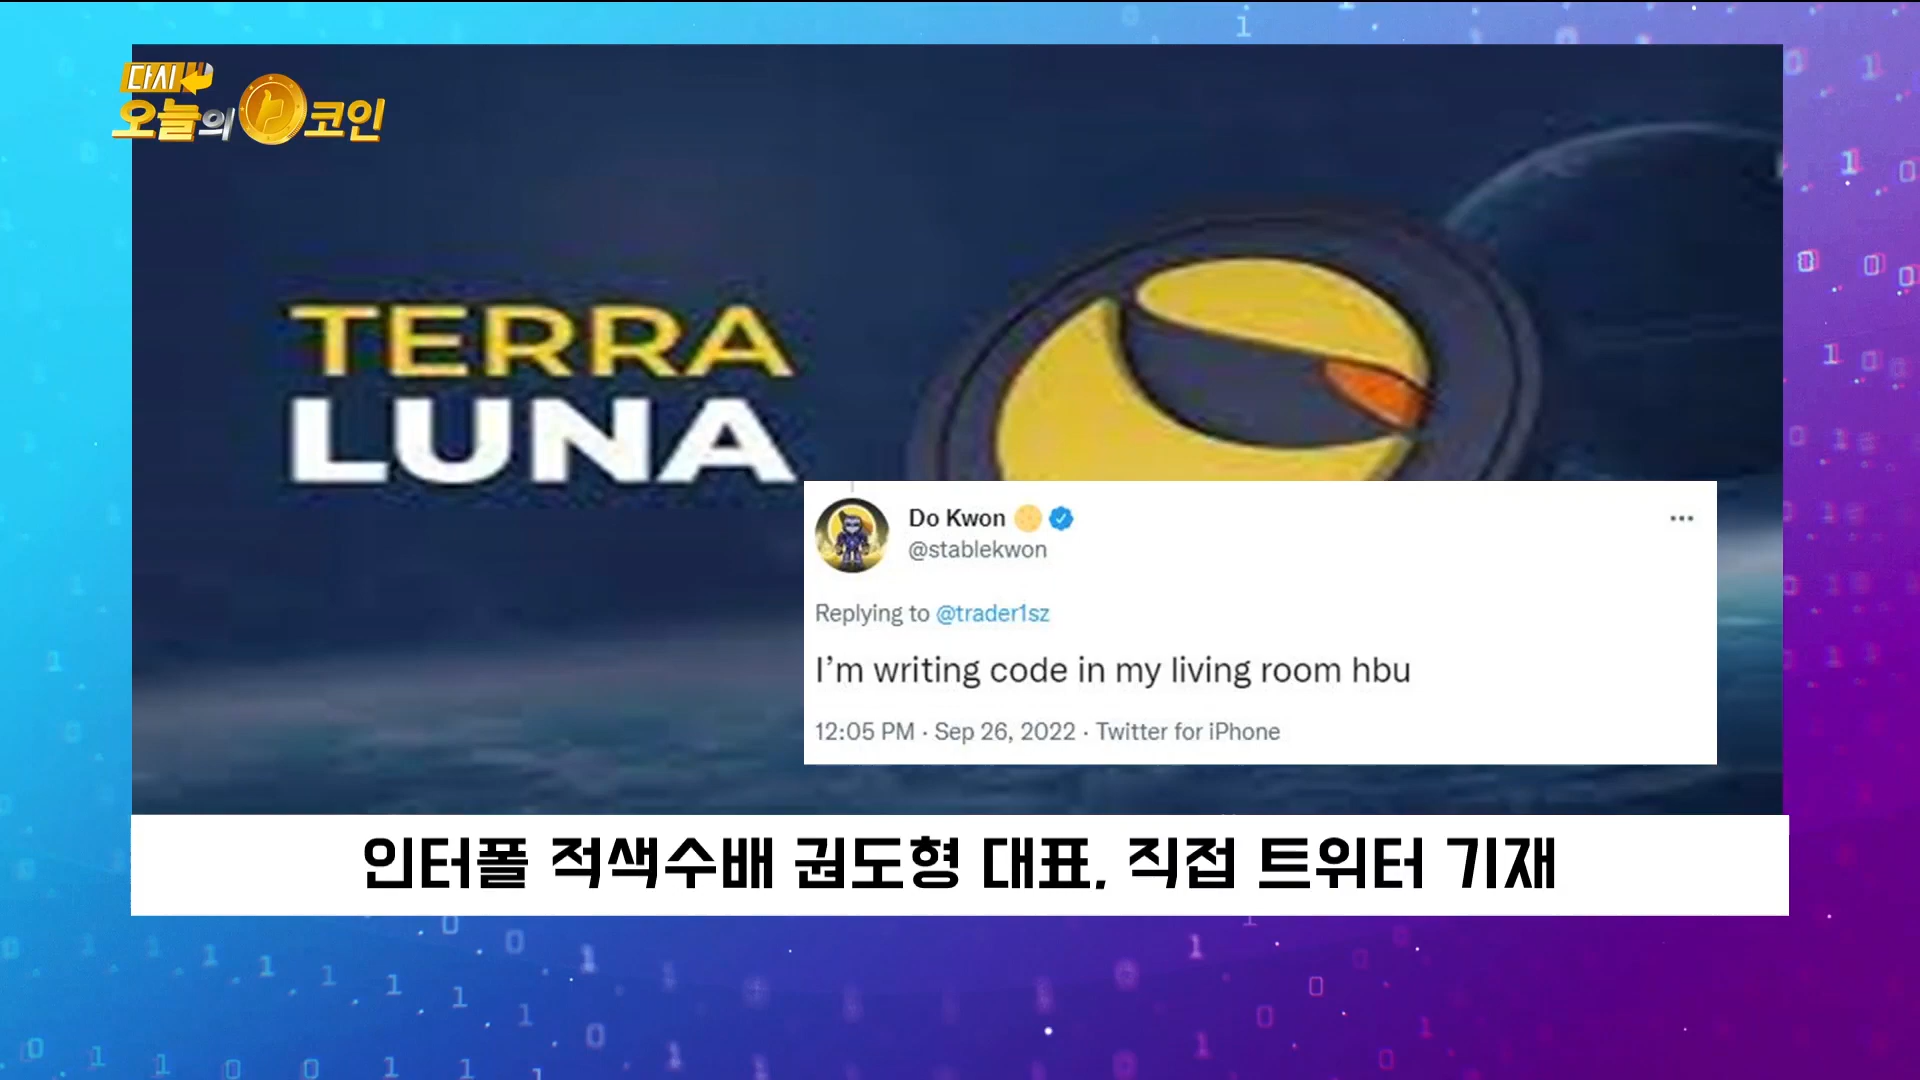 다시
오늘의 코인
TERRA
LUNA
Do Kwon
@stablekwon
Replying to @trader1sz
I'm writing code in my living room hbu
12:05 PM · Sep 26, 2022 · Twitter for iPhone
인터폴 적색수배 권도형 대표, 직접 트위터 기재